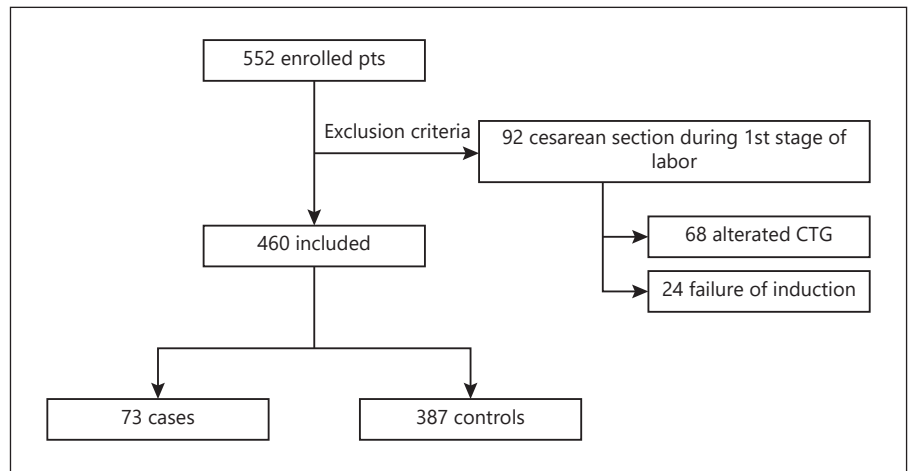 552 enrolled pts
Exclusion criteria
92 cesarean section during 1st stage of
labor
460 included
68 alterated CTG
24 failure of induction
73 cases
387 controls